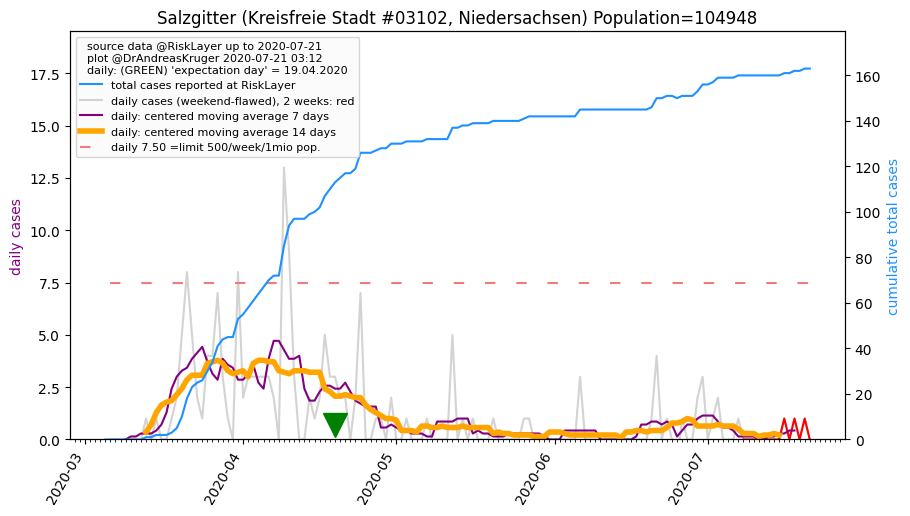 Salzgitter (Kreisfreie Stadt #03102, Niedersachsen) Population=104948
source data @RiskLayer up to 2020-07-21
plot @DrAndreasKruger 2020-07-21 03:12
daily: (GREEN) 'expectation day' = 19.04.2020
total cases reported at RiskLayer
daily cases (weekend-flawed), 2 weeks: red
daily: centered moving average 7 days
daily: centered moving average 14 days
daily 7.50 =limit 500/week/1mio pop.
daily cases
17.5
15.0
12.5
10.0
7.5
5.0
2.5
0.0
160
140
120
100
80
60
40
20
0
cumulative total cases
2020-03
2020-04
2020-05
2020-06
2020-07